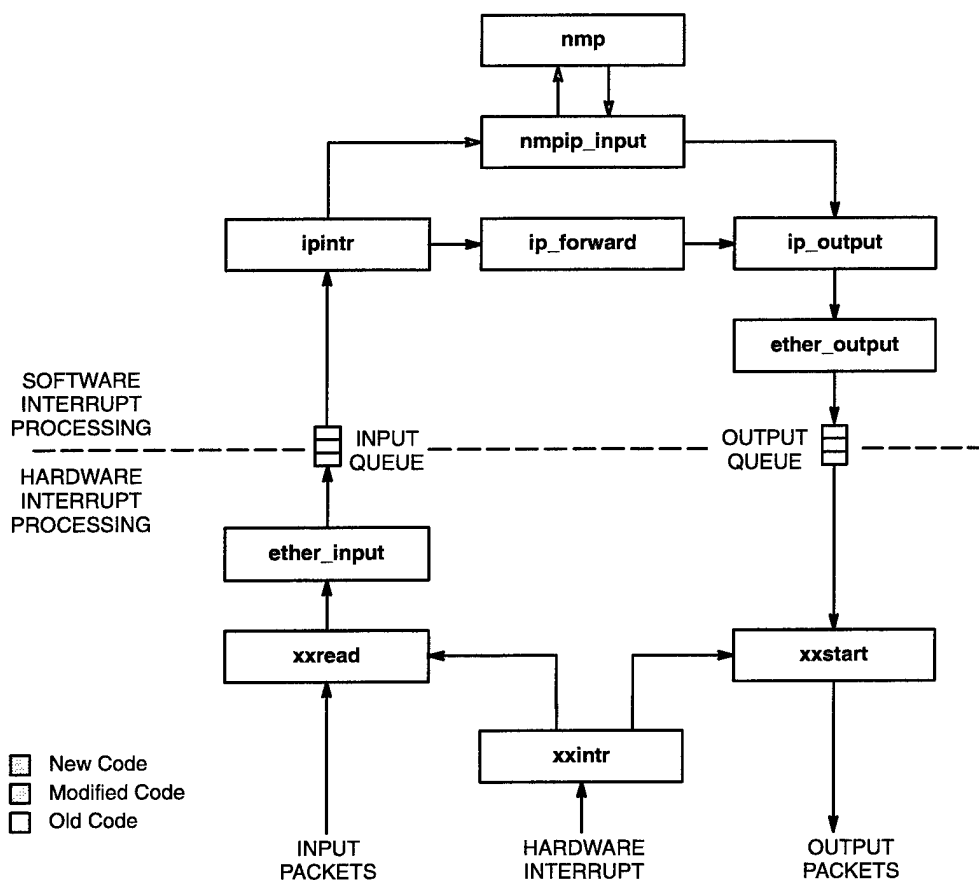 nmp
nmpip_input
ipintr
ip_forward
ip_output
ether_output
SOFTWARE
INTERRUPT
PROCESSING
INPUT
QUEUE
OUTPUT
QUEUE
HARDWARE
INTERRUPT
PROCESSING
ether_input
xxread
xxstart
xxintr
New Code
Modified Code
Old Code
INPUT
PACKETS
HARDWARE
INTERRUPT
OUTPUT
PACKETS